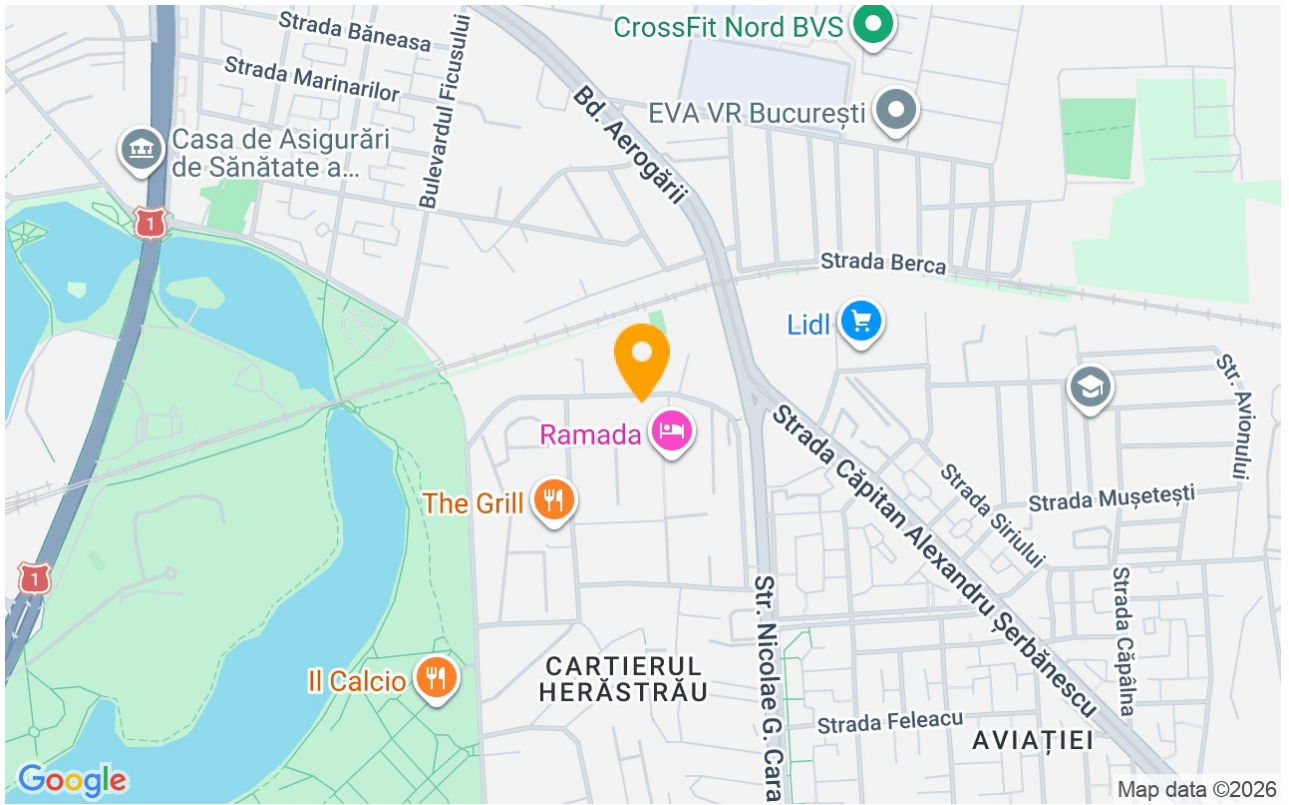 CrossFit Nord BVS
Strada Băneasa
Strada Marinarilor
Bulevardul Ficusului
Bd. Aerogării
EVA VR București
Casa de Asigurări
de Sănătate a...
1
Strada Berca
Lidl
Str. Avionului
Ramada
Strada Căpitan Alexandru Șerbănescu
The Grill
Strada Siriului
Strada Mușetești
1
Str. Nicolae G. Cara
Strada Căpâlna
Il Calcio
CARTIERUL
HERĂSTRĂU
Strada Feleacu
AVIAȚIEI
Google
Map data ©2026